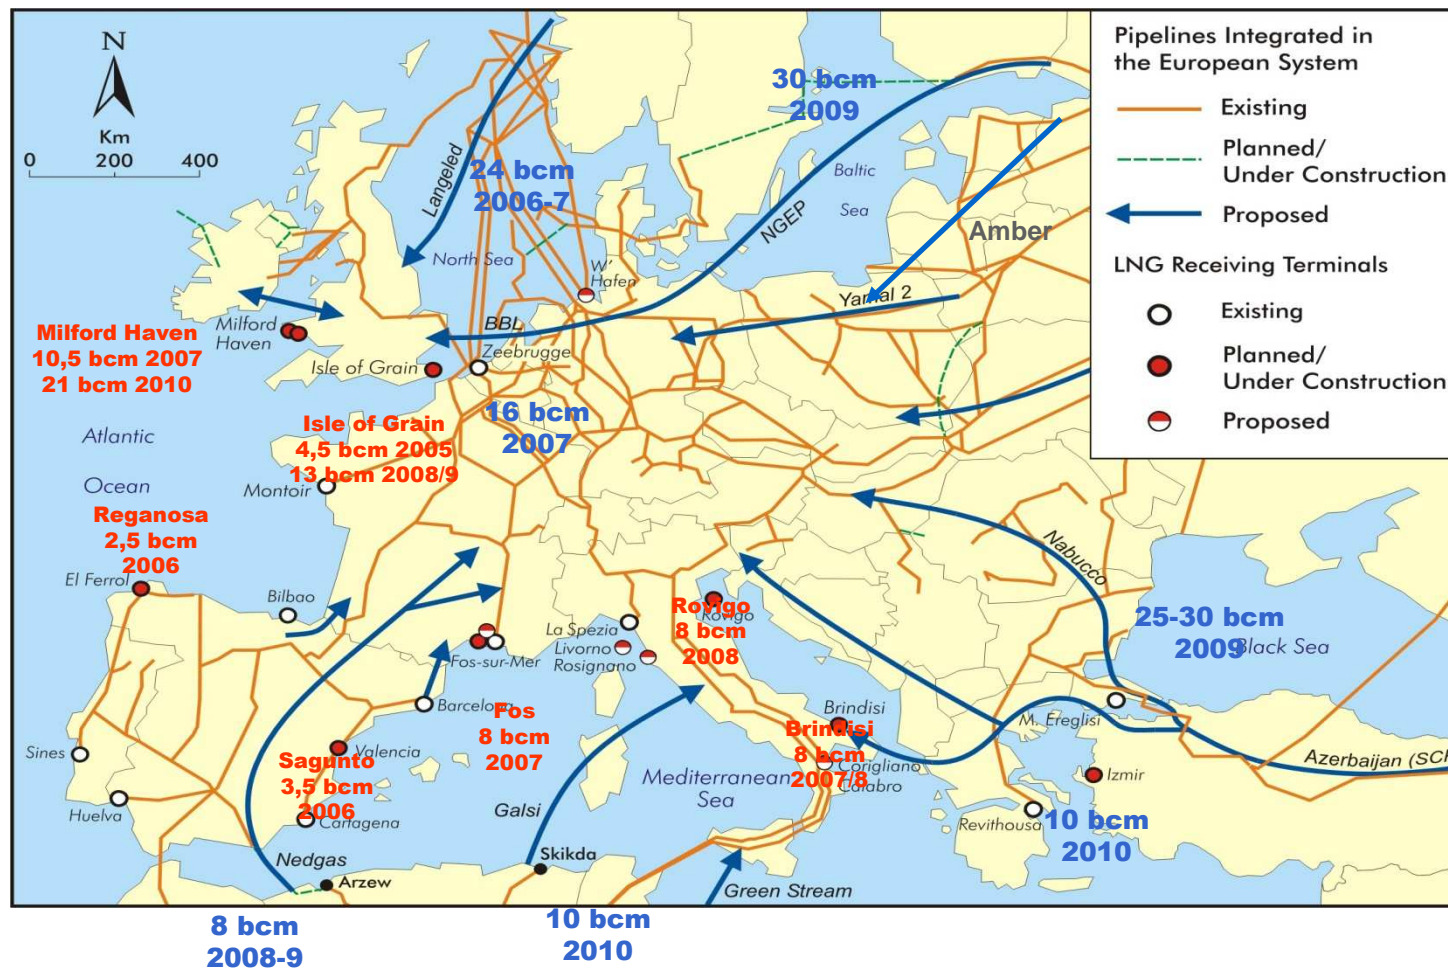 N
Km
0 200 400
Pipelines Integrated in
the European System
Existing
Planned/
Under Construction
Proposed
LNG Receiving Terminals
Existing
Planned/
Under Construction
Proposed
30 bcm
2009
24 bcm
2006-7
Langeled
North Sea
Baltic
Sea
NGEP
Amber
Yamal 2
W'
Hafen
BBL
Zeebrugge
Milford
Haven
Milford Haven
10,5 bcm 2007
21 bcm 2010
Isle of Grain
Isle of Grain
4,5 bcm 2005
13 bcm 2008/9
16 bcm
2007
Atlantic
Ocean
Montoir
Reganosa
2,5 bcm
2006
El Ferrol
Bilbao
La Spezia
Livorno
Rosignano
Fos-sur-Mer
Rovigo
Rovigo
8 bcm
2008
Nabucco
25-30 bcm
2009
Black Sea
Barcelona
Fos
8 bcm
2007
Brindisi
Brindisi
8 bcm
2007/8
Corigliano
Calabro
M. Ereglisi
Azerbaijan (SCP
Izmir
Sines
Huelva
Valencia
Sagunto
3,5 bcm
2006
Cartagena
Mediterranean
Sea
Galsi
Revithousa
10 bcm
2010
Nedgas
Arzew
Skikda
Green Stream
8 bcm
2008-9
10 bcm
2010